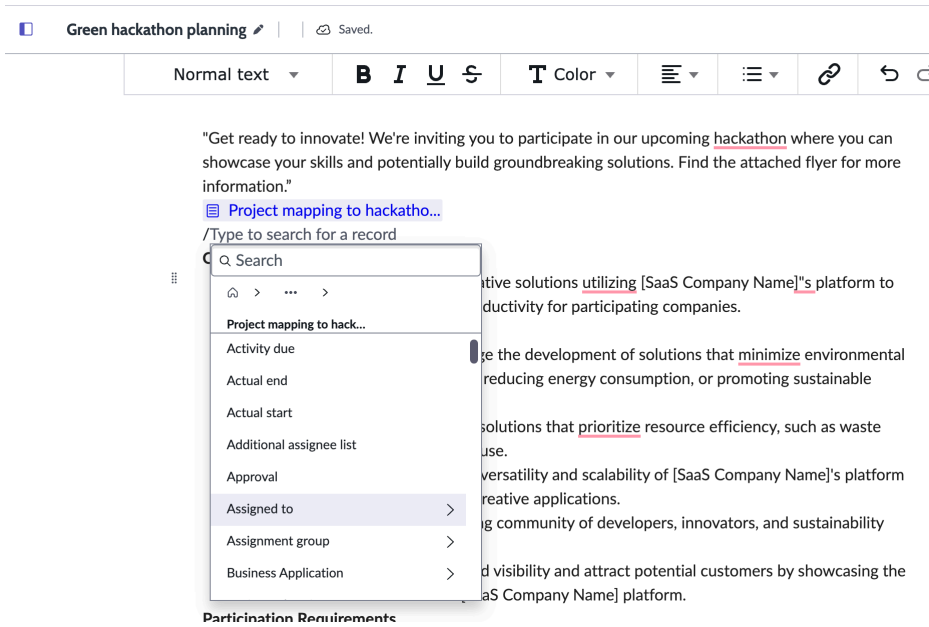 Green hackathon planning
Saved.
Normal text
B I U S
T Color
"Get ready to innovate! We're inviting you to participate in our upcoming hackathon where you can
showcase your skills and potentially build groundbreaking solutions. Find the attached flyer for more
information.”
Project mapping to hackatho...
/Type to search for a record
Search
...
Project mapping to hack...
Activity due
Actual end
Actual start
Additional assignee list
Approval
Assigned to
Assignment group
Business Application
solutions utilizing [SaaS Company Name]"s platform to
for participating companies.
the development of solutions that minimize environmental
reducing energy consumption, or promoting sustainable
solutions that prioritize resource efficiency, such as waste
use.
versatility and scalability of [SaaS Company Name]'s platform
creative applications.
community of developers, innovators, and sustainability
visibility and attract potential customers by showcasing the
Company Name] platform.
Participation Requirements